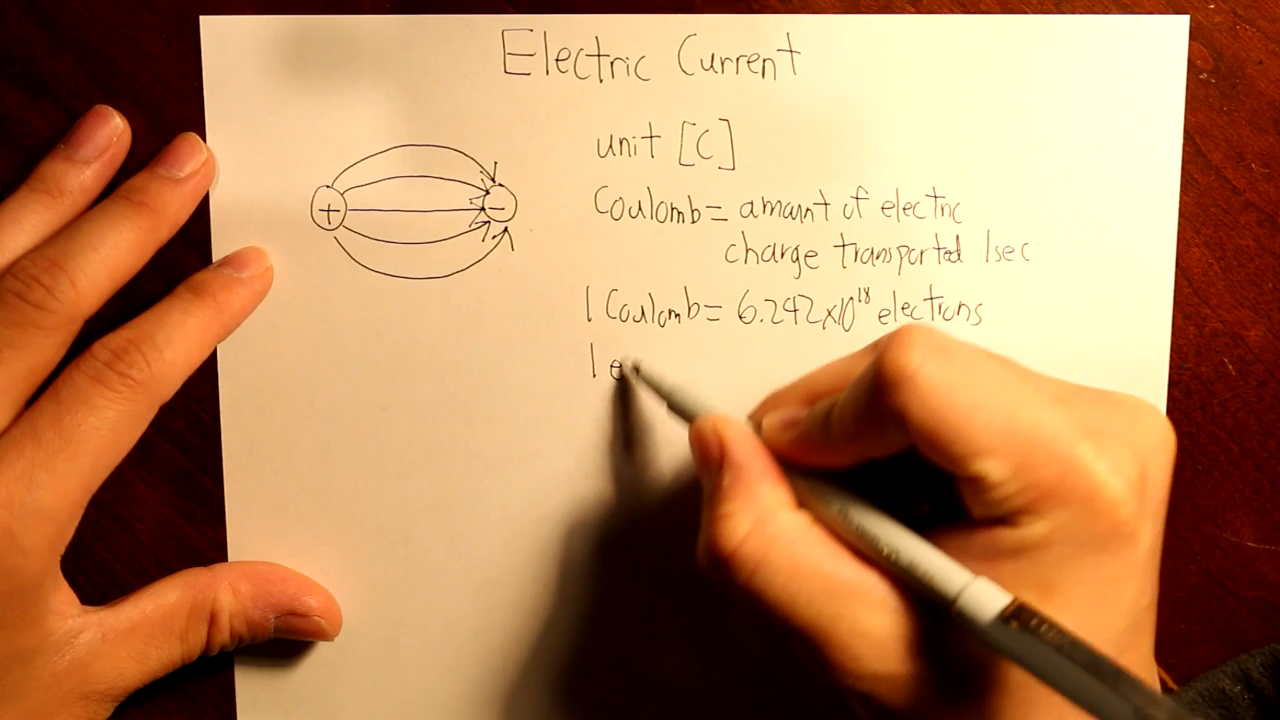 Electric Current
unit [C]
+
-
Coulomb = amount of electric
charge transported 1sec
1 Coulomb = 6.242x10^18 electrons
1 e